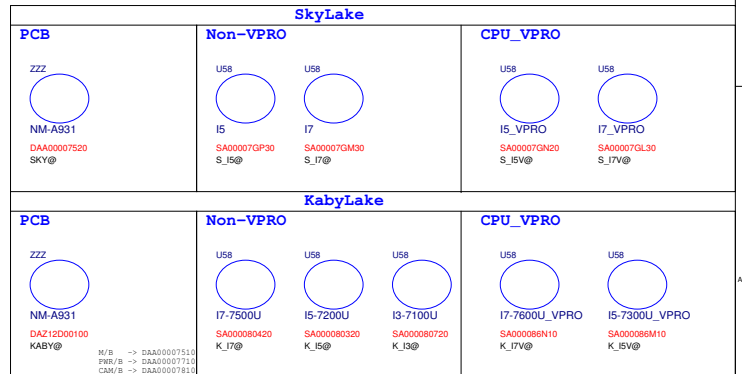 SkyLake
PCB
Non-VPRO
CPU_VPRO
ZZZ
U58
U58
U58
U58
NM-A931
I5
I7
I5_VPRO
I7_VPRO
DAA00007520
SA00007GP30
SA00007GM30
SA00007GN20
SA00007GL30
SKY@
S_I5@
S_I7@
S_I5V@
S_I7V@
KabyLake
PCB
Non-VPRO
CPU_VPRO
ZZZ
U58
U58
U58
U58
U58
A
NM-A931
I7-7500U
I5-7200U
I3-7100U
I7-7600U_VPRO
I5-7300U_VPRO
DAZ12D00100
SA000080420
SA000080320
SA000080720
SA000086N10
SA000086M10
KABY@
K_I7@
K_I5@
K_I3@
K_I7V@
K_I5V@
M/B -> DAA00007510
PWR/B -> DAA00007710
CAM/B -> DAA00007810